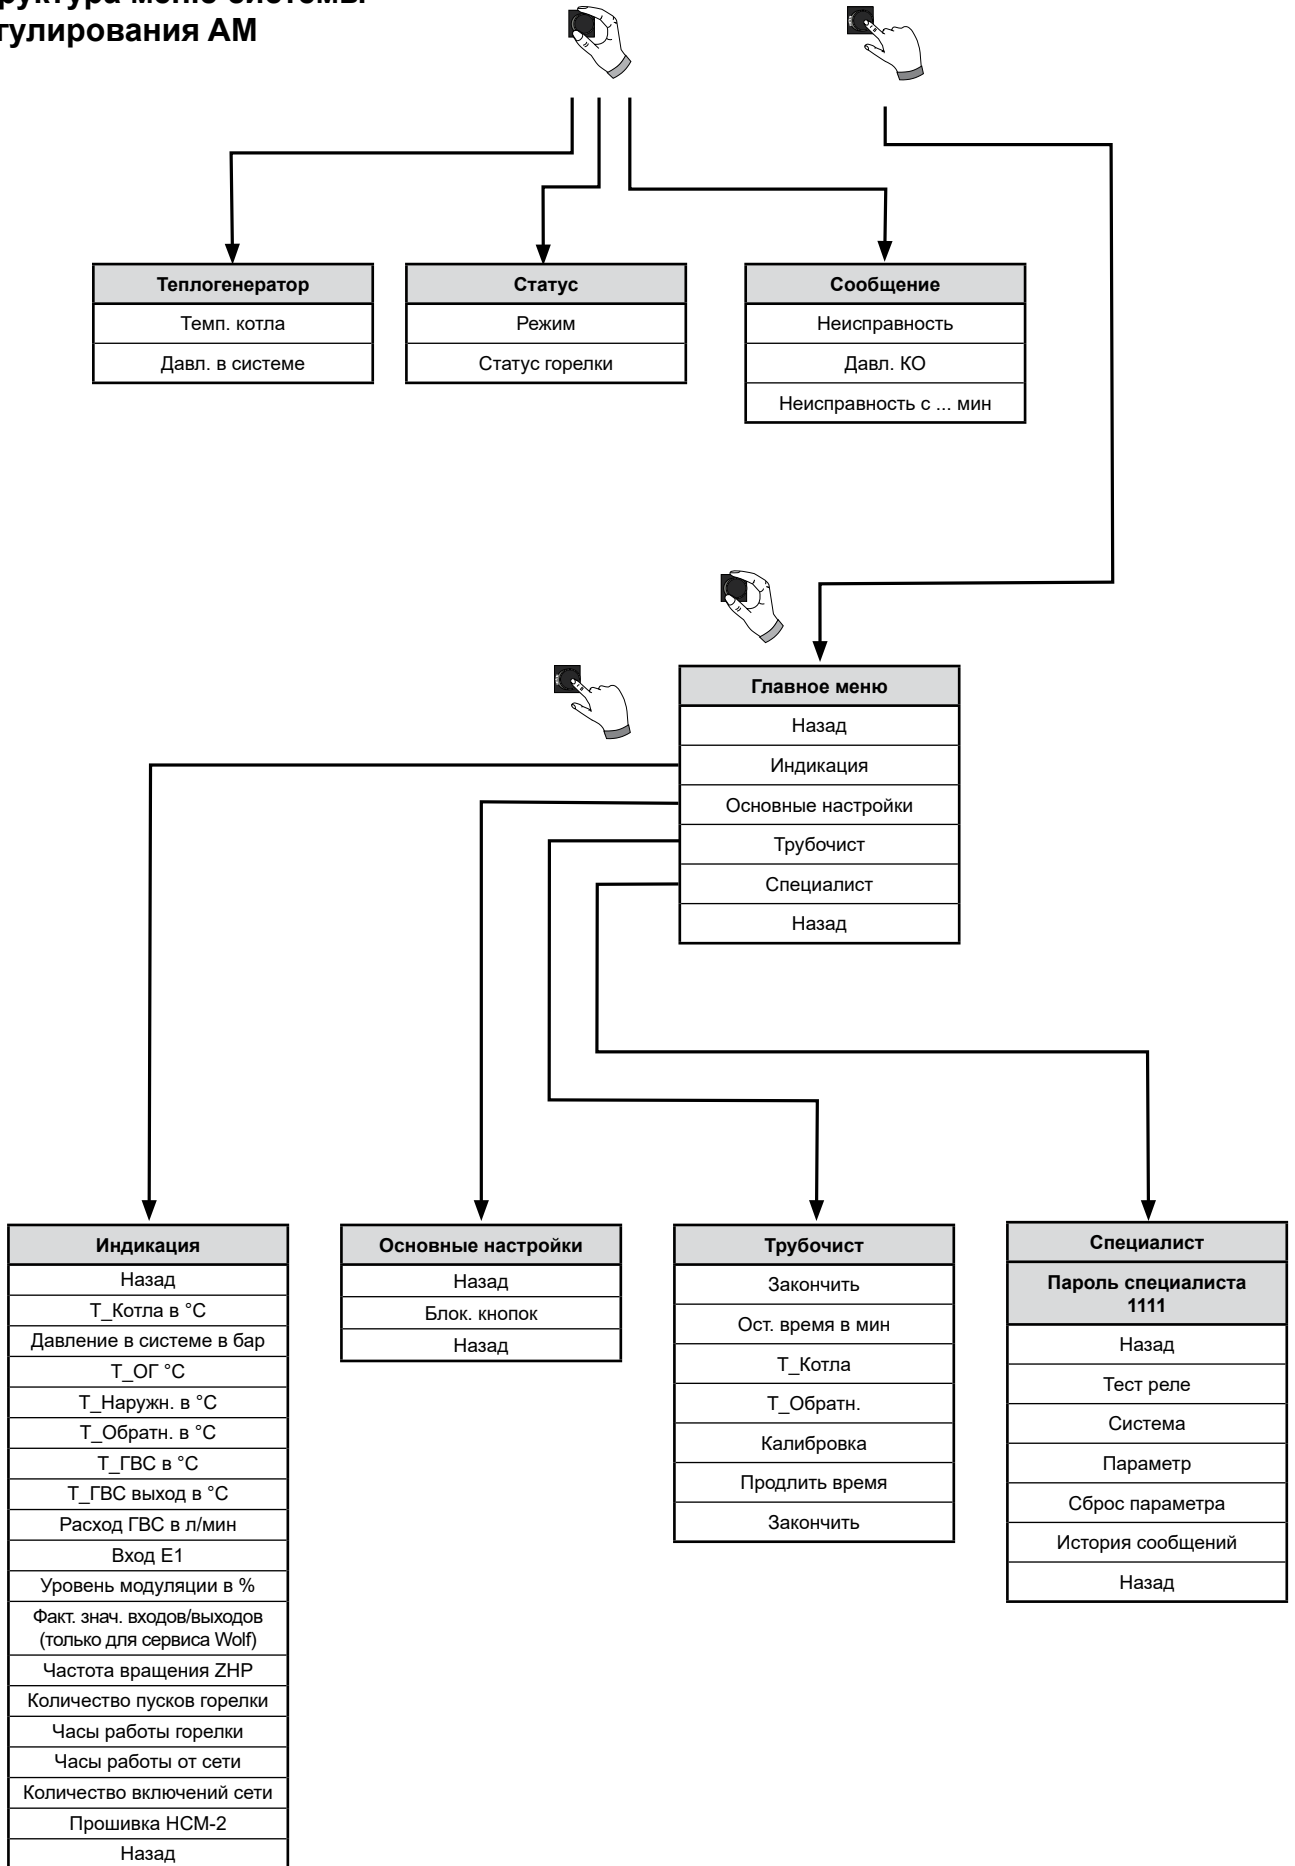 гулирования АМ
Теплогенератор
Темп. котла
Давл. в системе
Статус
Режим
Статус горелки
Сообщение
Неисправность
Давл. КО
Неисправность с ... мин
Главное меню
Назад
Индикация
Основные настройки
Трубочист
Специалист
Назад
Индикация
Назад
Т_Котла в °C
Давление в системе в бар
Т_ОГ °C
Т_Наружн. в °C
Т_Обратн. в °C
Т_ГВС в °C
Т_ГВС выход в °C
Расход ГВС в л/мин
Вход E1
Уровень модуляции в %
Факт. знач. входов/выходов
(только для сервиса Wolf)
Частота вращения ZHP
Количество пусков горелки
Часы работы горелки
Часы работы от сети
Количество включений сети
Прошивка HCM-2
Назад
Основные настройки
Назад
Блок. кнопок
Назад
Трубочист
Закончить
Ост. время в мин
Т_Котла
Т_Обратн.
Калибровка
Продлить время
Закончить
Специалист
Пароль специалиста
1111
Назад
Тест реле
Система
Параметр
Сброс параметра
История сообщений
Назад